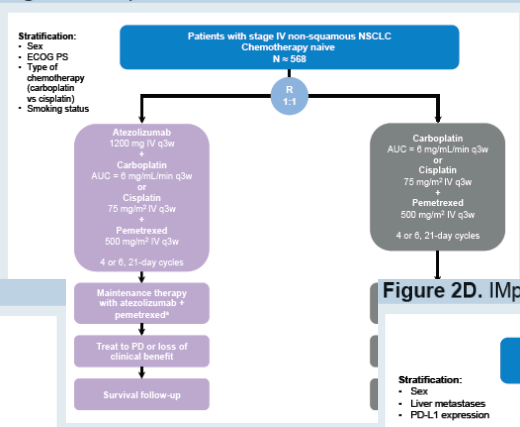 Stratification:
• Sex
• ECOG PS
• Type of
chemotherapy
(carboplatin
vs cisplatin)
• Smoking status
Patients with stage IV non-squamous NSCLC
Chemotherapy naive
N ≈ 568
R
1:1
Atezolizumab
1200 mg IV q3w
+
Carboplatin
AUC = 6 mg/mL/min q3w
or
Cisplatin
75 mg/m² IV q3w
+
Pemetrexed
500 mg/m² IV q3w
4 or 6, 21-day cycles
Carboplatin
AUC = 6 mg/mL/min q3w
or
Cisplatin
75 mg/m² IV q3w
+
Pemetrexed
500 mg/m² IV q3w
4 or 6, 21-day cycles
Maintenance therapy
with atezolizumab +
pemetrexedᵃ
Treat to PD or loss of
clinical benefit
Survival follow-up
Figure 2D. IMp
Stratification:
• Sex
• Liver metastases
• PD-L1 expression